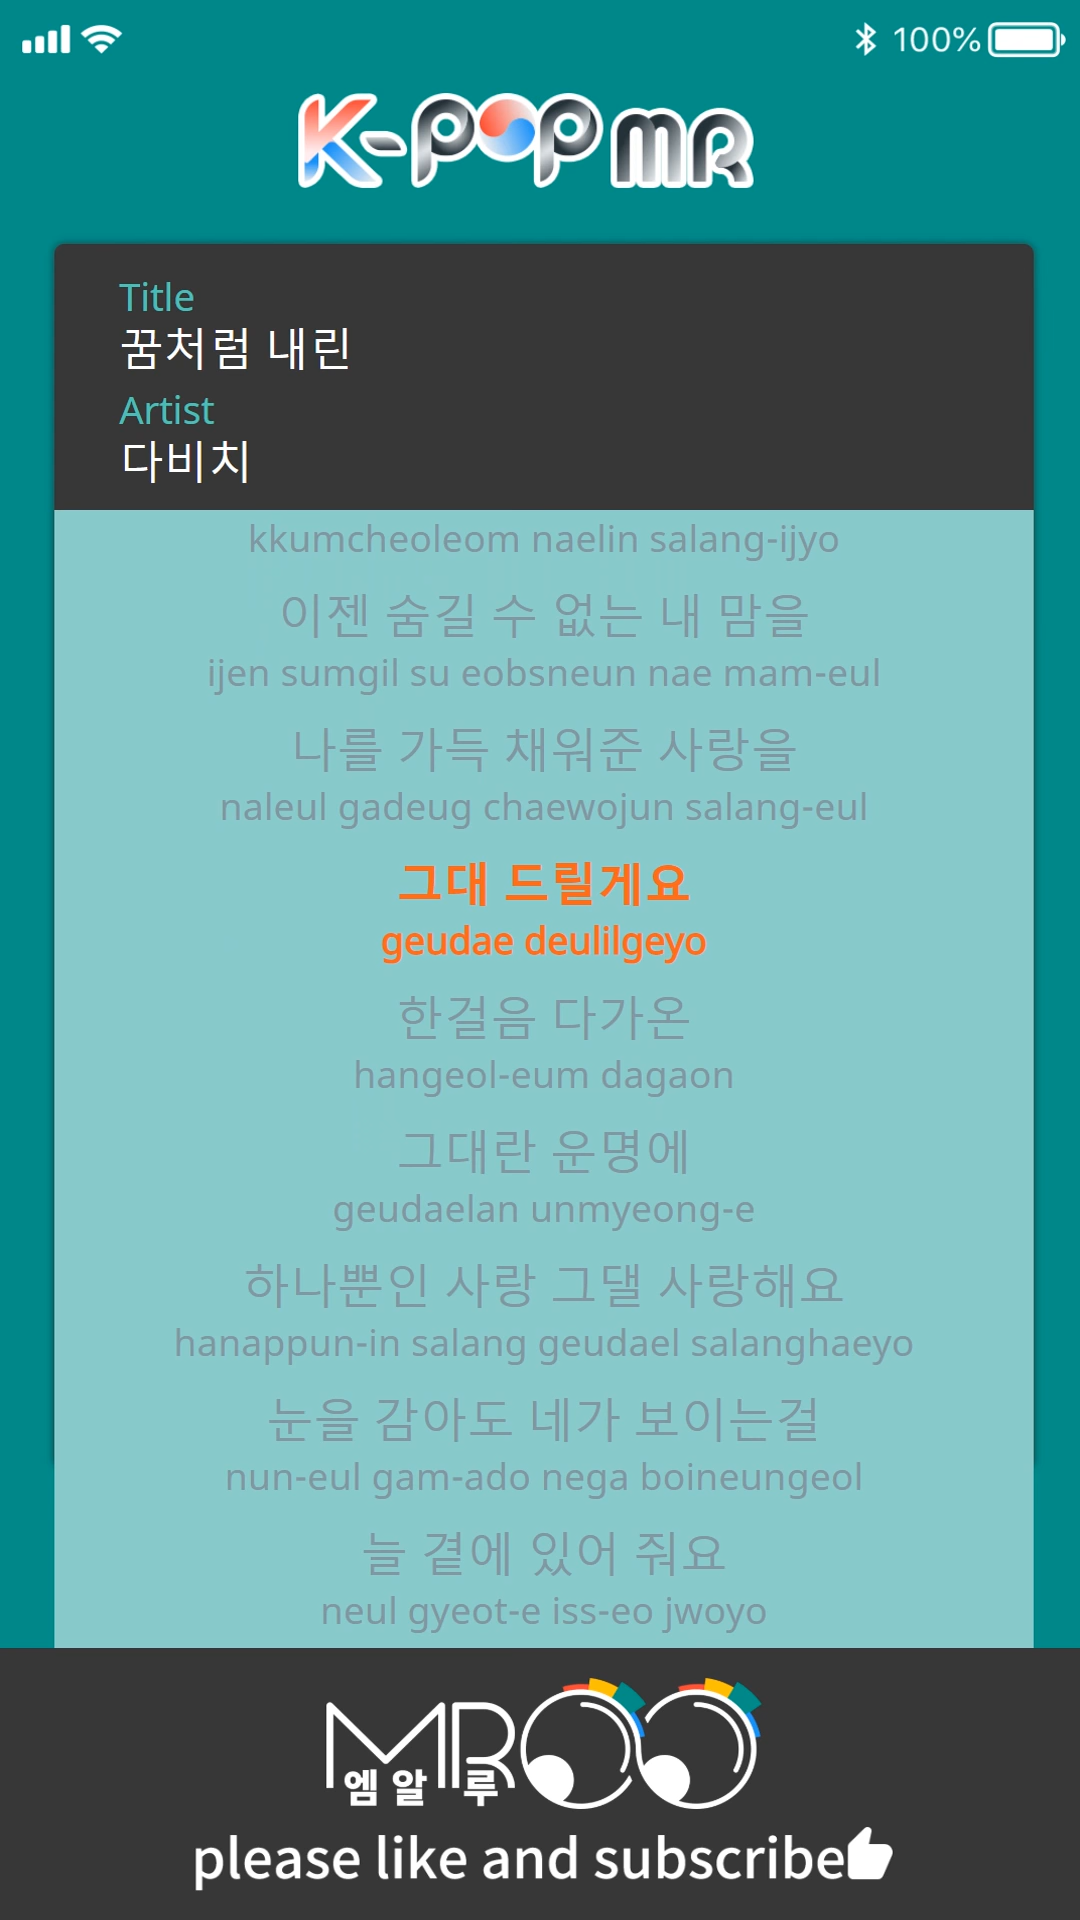 100%
K-POP MR
Title
꿈처럼 내린
Artist
다비치
kkumcheoleom naelin salang-ijyo
이젠 숨길 수 없는 내 맘을
ijen sumgil su eobsneun nae mam-eul
나를 가득 채워준 사랑을
naleul gadeug chaewojun salang-eul
그대 드릴게요
geudae deulilgeyo
한걸음 다가온
hangeol-eum dagaon
그대란 운명에
geudaelan unmyeong-e
하나뿐인 사랑 그댈 사랑해요
hanappun-in salang geudael salanghaeyo
눈을 감아도 네가 보이는걸
nun-eul gam-ado nega boineungeol
늘 곁에 있어 줘요
neul gyeot-e iss-eo jwoyo
MROO
엠알루
please like and subscribe